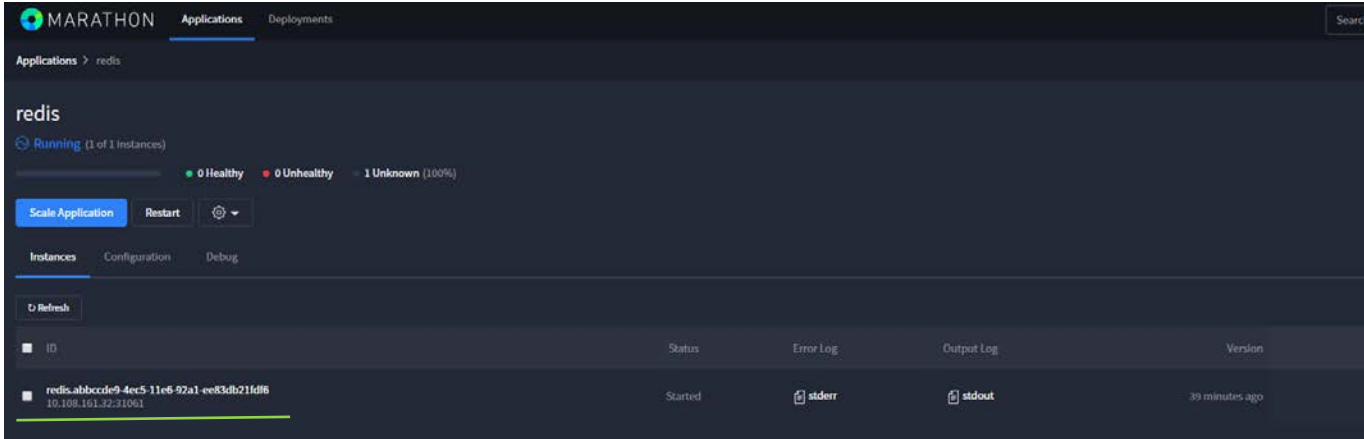 MARATHON Applications Deployments Searc
Applications > redis
redis
Running (1 of 1 Instances)
0 Healthy 0 Unhealthy 1 Unknown (100%)
Scale Application Restart
Instances Configuration Debug
Refresh
ID Status Error Log Output Log Version
redis.abbccde9-4ec5-11e6-92a1-ee83db21fdf6
10.108.161.32:31061 Started stderr stdout 39 minutes ago